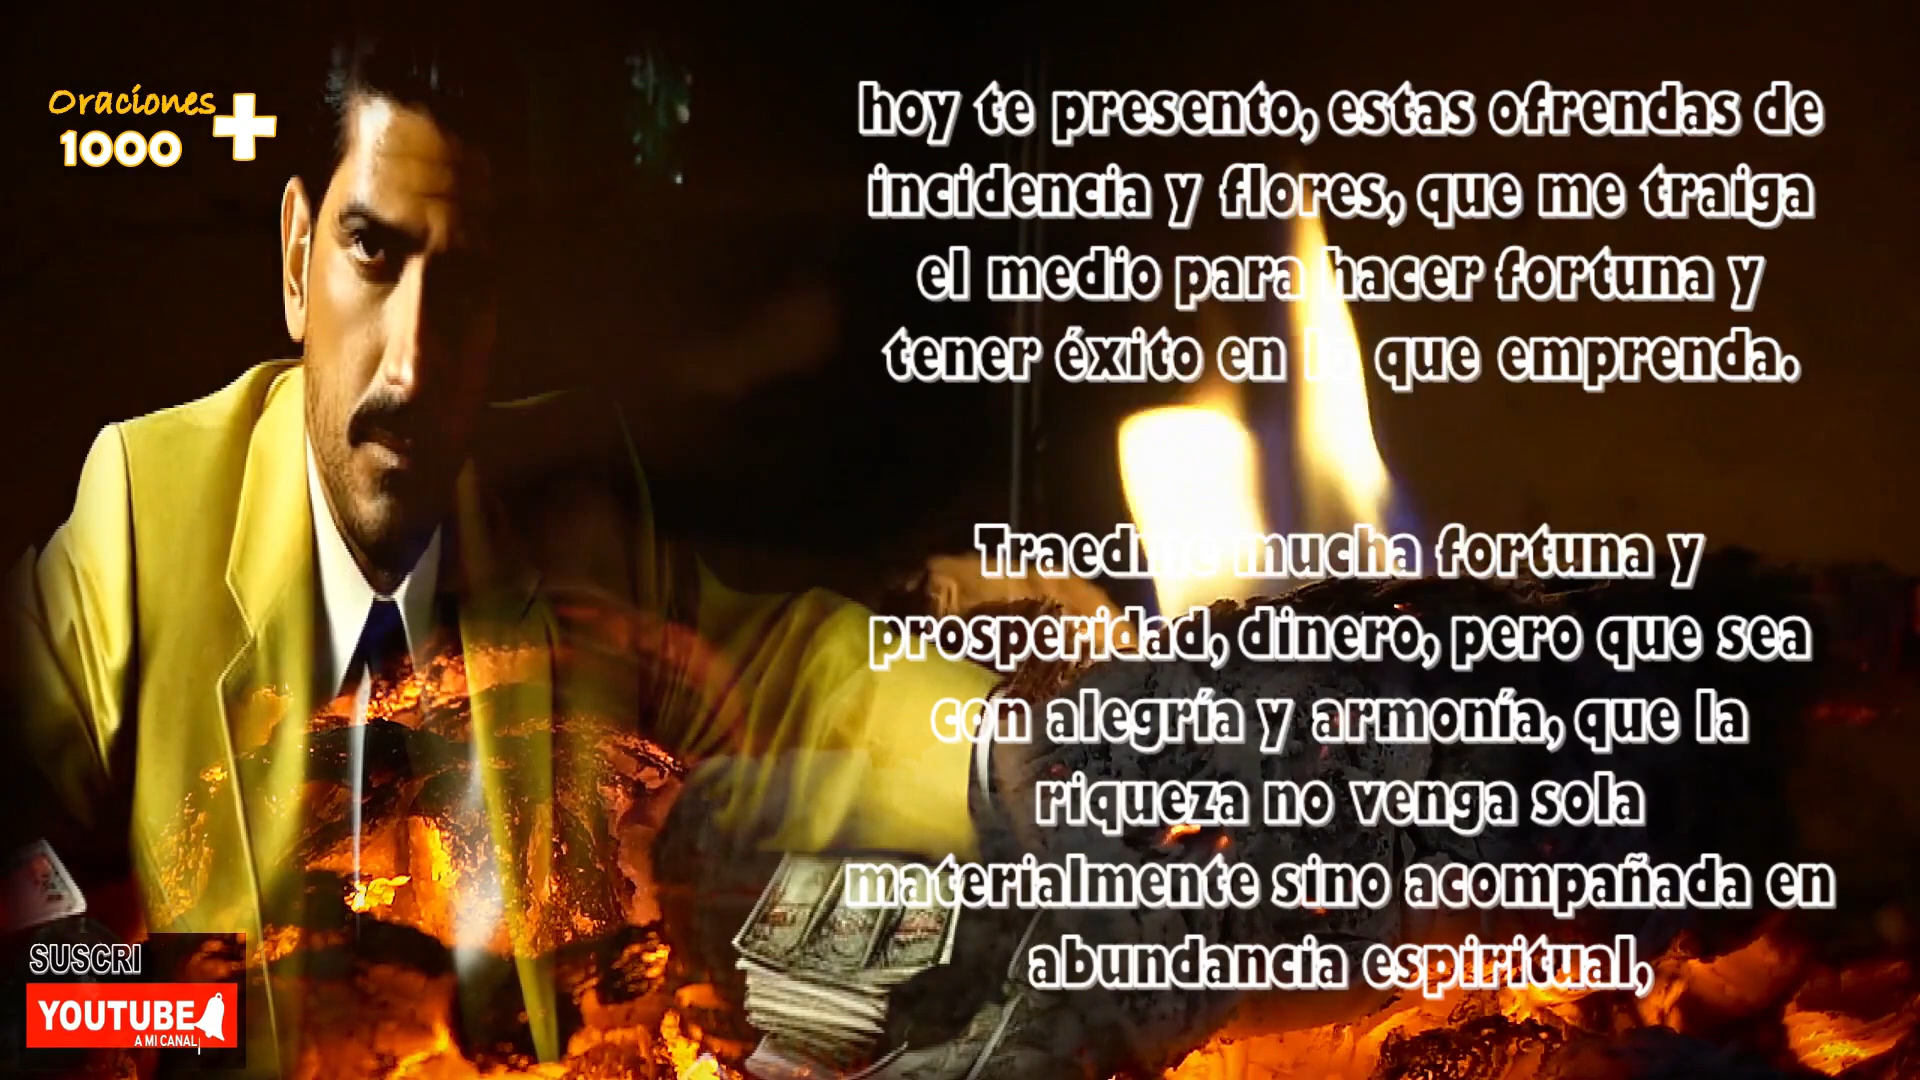 Oraciones
1000+
hoy te presento, estas ofrendas de
incidencia y flores, que me traiga
el medio para hacer fortuna y
tener éxito en lo que emprenda.
Traedme mucha fortuna y
prosperidad, dinero, pero que sea
con alegría y armonía, que la
riqueza no venga sola
materialmente sino acompañada en
abundancia espiritual,
SUSCRI
YOUTUBE
A MI CANAL